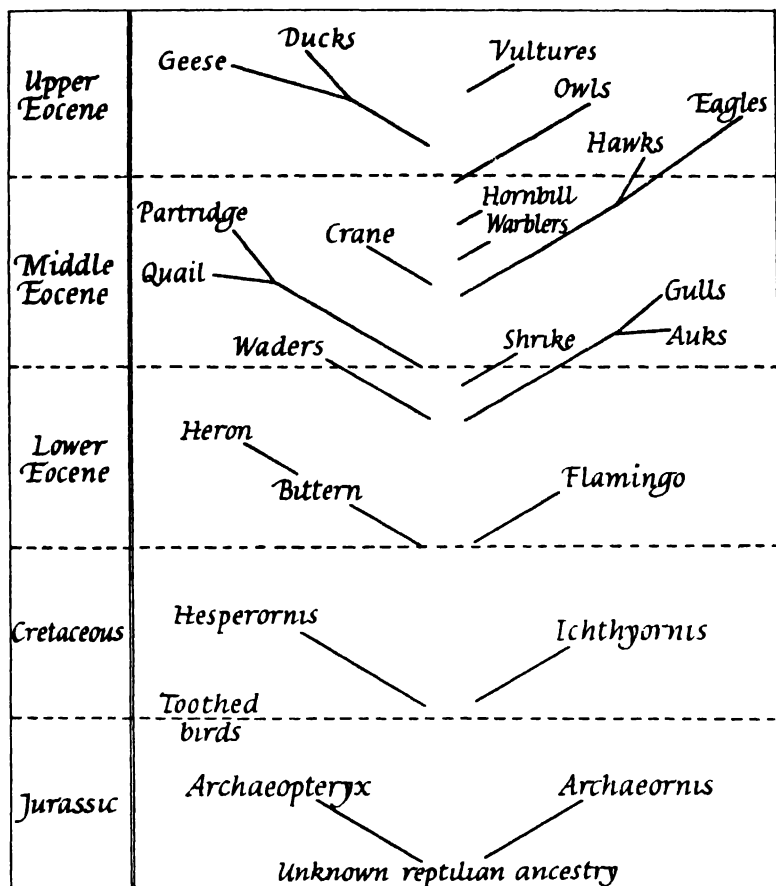 Upper
Eocene
Geese
Ducks
Vultures
Owls
Eagles
Hawks
Middle
Eocene
Partridge
Quail
Crane
Hornbill
Warblers
Gulls
Auks
Shrike
Waders
Lower
Eocene
Heron
Bittern
Flamingo
Cretaceous
Hesperornis
Ichthyornis
Toothed
birds
Jurassic
Archaeopteryx
Archaeornis
Unknown reptilian ancestry